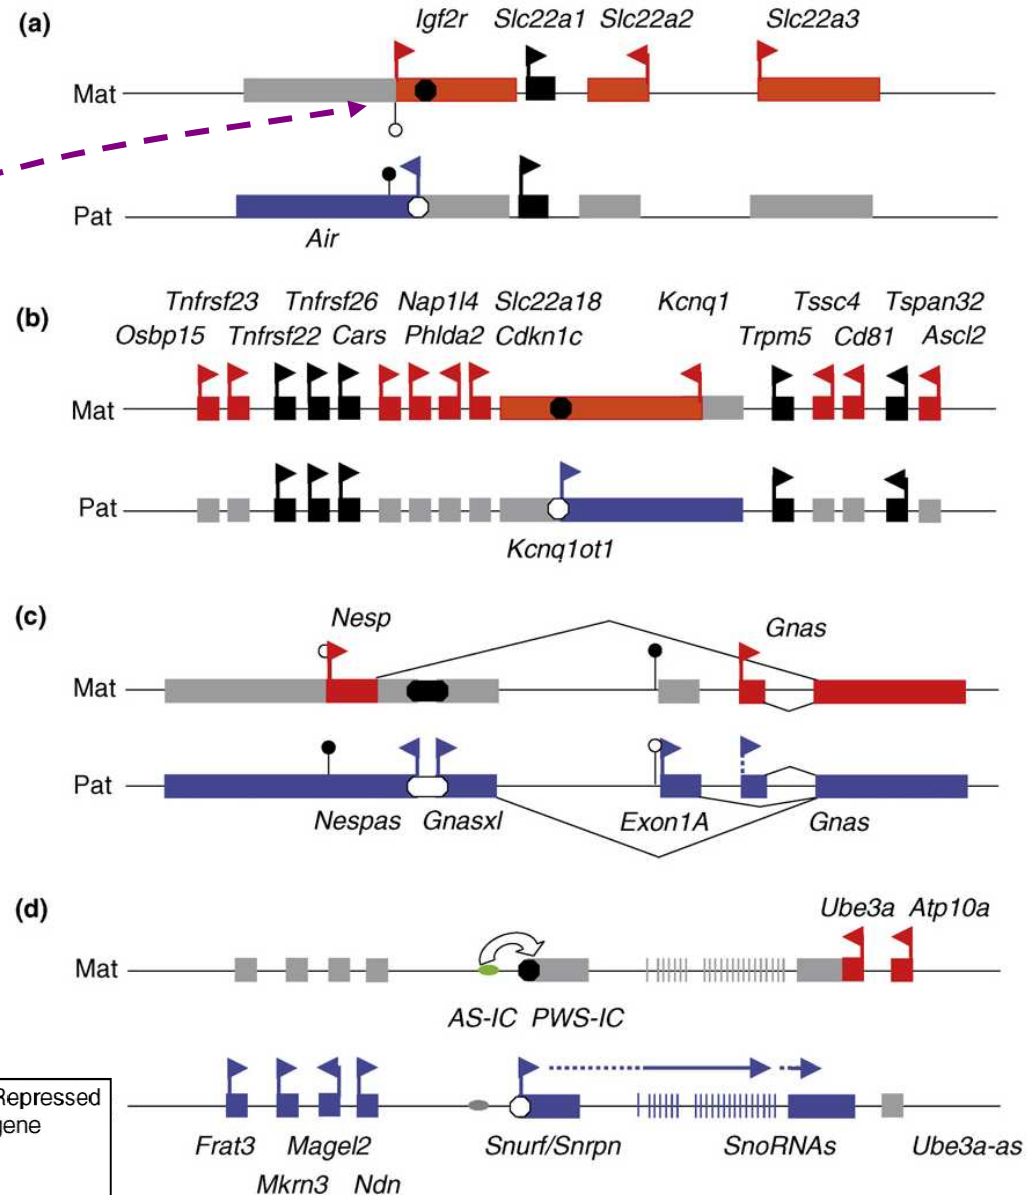 (a)
Igf2r Slc22a1 Slc22a2 Slc22a3
Mat
Pat
Air
(b)
Tnfrsf23 Tnfrsf26 Nap1l4 Slc22a18 Kcnq1 Tssc4 Tspan32
Osbp15 Tnfrsf22 Cars Phlda2 Cdkn1c Trpm5 Cd81 Ascl2
Mat
Pat
Kcnq1ot1
(c)
Nesp Gnas
Mat
Pat
Nespas Gnasxl Exon1A Gnas
(d)
Ube3a Atp10a
Mat
AS-IC PWS-IC
Repressed
gene
Frat3 Magel2 Snurf/Snrpn SnoRNAs Ube3a-as
Mkrn3 Ndn